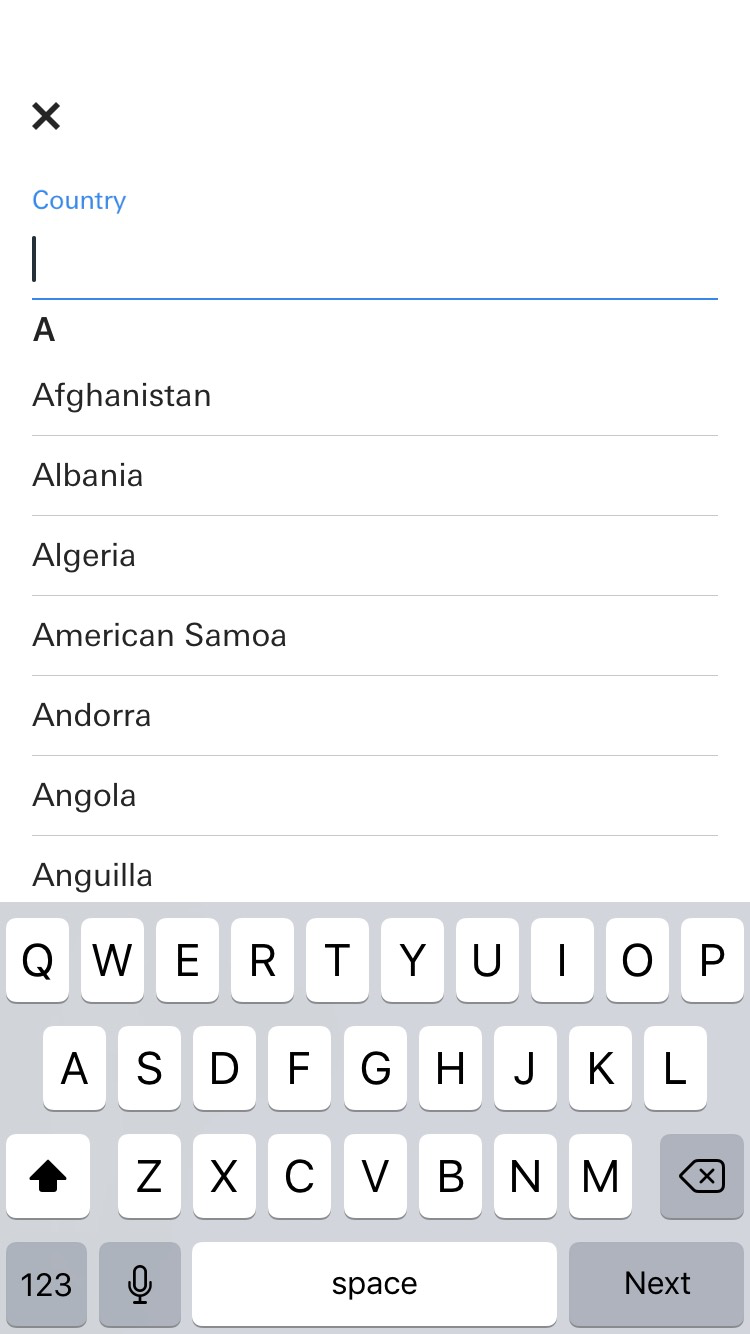 Country
A
Afghanistan
Albania
Algeria
American Samoa
Andorra
Angola
Anguilla
Q W E R T Y U I O P
A S D F G H J K L
Z X C V B N M
123 space Next